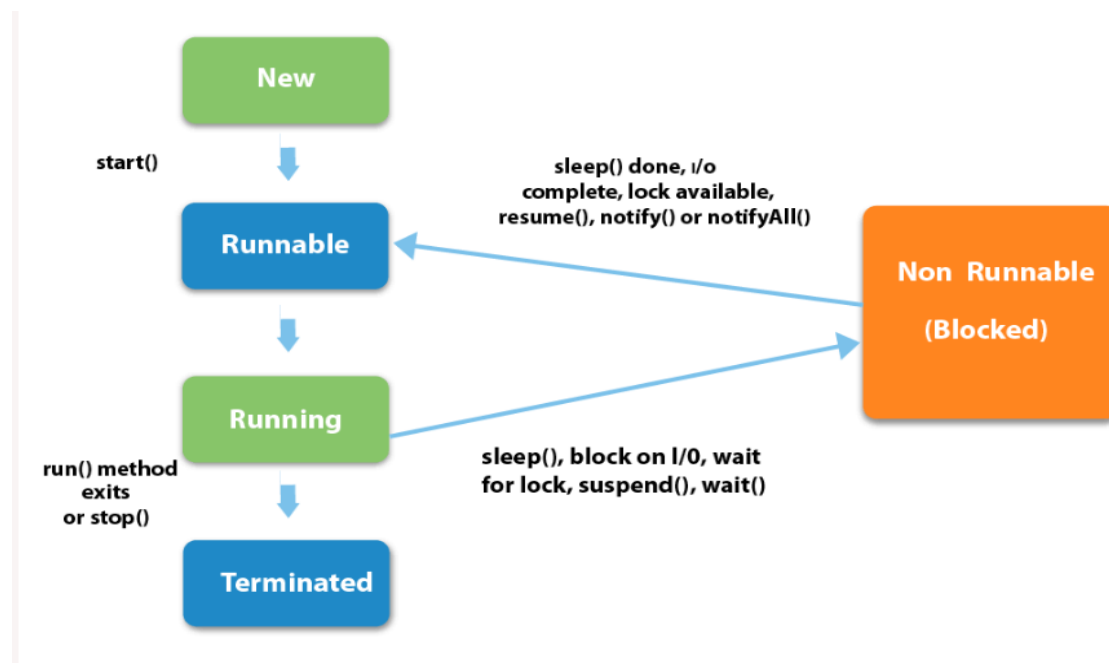 New
start()
sleep() done, I/o
complete, lock available,
resume(), notify() or notifyAll()
Runnable
Non Runnable
(Blocked)
Running
sleep(), block on I/0, wait
for lock, suspend(), wait()
run() method
exits
or stop()
Terminated